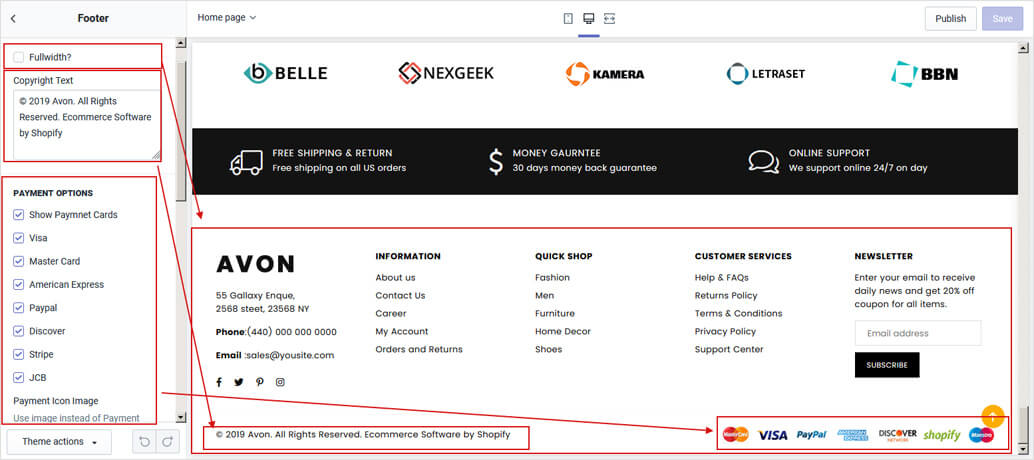 Footer
Home page
Publish
Save
Fullwidth?
Copyright Text
© 2019 Avon. All Rights
Reserved. Ecommerce Software
by Shopify
PAYMENT OPTIONS
Show Paymnet Cards
Visa
Master Card
American Express
Paypal
Discover
Stripe
JCB
Payment Icon Image
Use image instead of Payment
Theme actions
b BELLE
NEXGEEK
KAMERA
LETRASET
BBN
FREE SHIPPING & RETURN
Free shipping on all US orders
MONEY GAURNTEE
30 days money back guarantee
ONLINE SUPPORT
We support online 24/7 on day
AVON
55 Gallaxy Enque,
2568 steet, 23568 NY
Phone:(440) 000 000 0000
Email :sales@yousite.com
INFORMATION
About us
Contact Us
Career
My Account
Orders and Returns
QUICK SHOP
Fashion
Men
Furniture
Home Decor
Shoes
CUSTOMER SERVICES
Help & FAQs
Returns Policy
Terms & Conditions
Privacy Policy
Support Center
NEWSLETTER
Enter your email to receive
daily news and get 20% off
coupon for all items.
Email address
SUBSCRIBE
© 2019 Avon. All Rights Reserved. Ecommerce Software by Shopify
MasterCard
VISA
PayPal
AMERICAN
EXPRESS
DISCOVER
NETWORK
shopify
Maestro